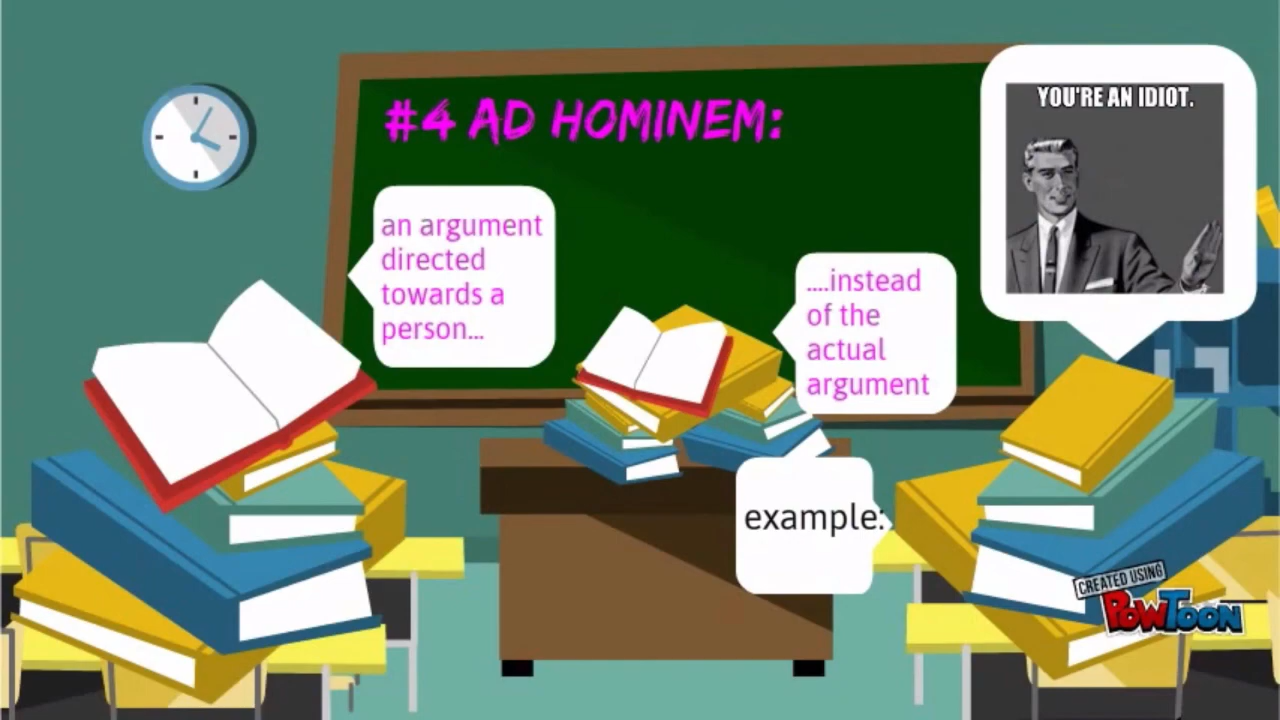 #4 AD HOMINEM:
an argument
directed
towards a
person...
....instead
of the
actual
argument
example:
YOU'RE AN IDIOT.
CREATED USING
POWTOON